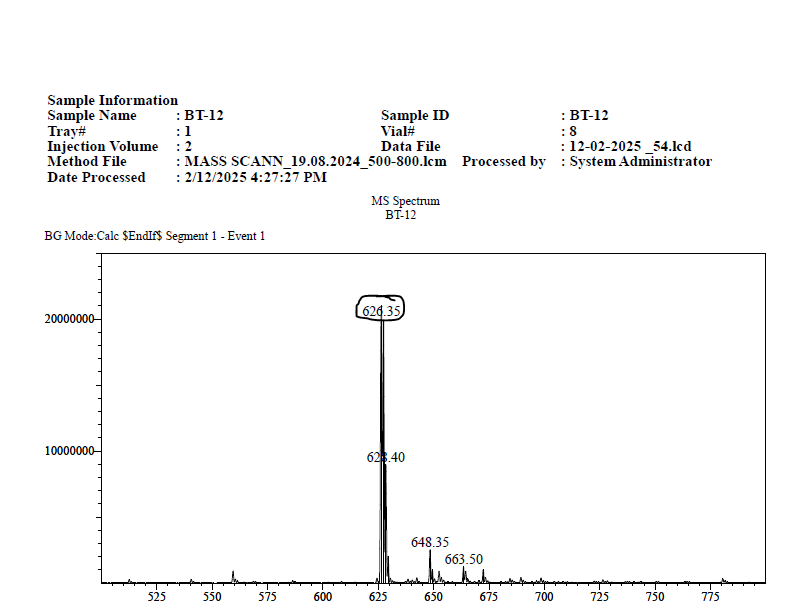 Sample Information
Sample Name : BT-12 Sample ID : BT-12
Tray# : 1 Vial# : 8
Injection Volume : 2 Data File : 12-02-2025 _54.lcd
Method File : MASS SCANN_19.08.2024_500-800.lcm Processed by : System Administrator
Date Processed : 2/12/2025 4:27:27 PM
MS Spectrum
BT-12
BG Mode:Calc $EndIf$ Segment 1 - Event 1
626.35
20000000
10000000
628.40
648.35
663.50
525 550 575 600 625 650 675 700 725 750 775